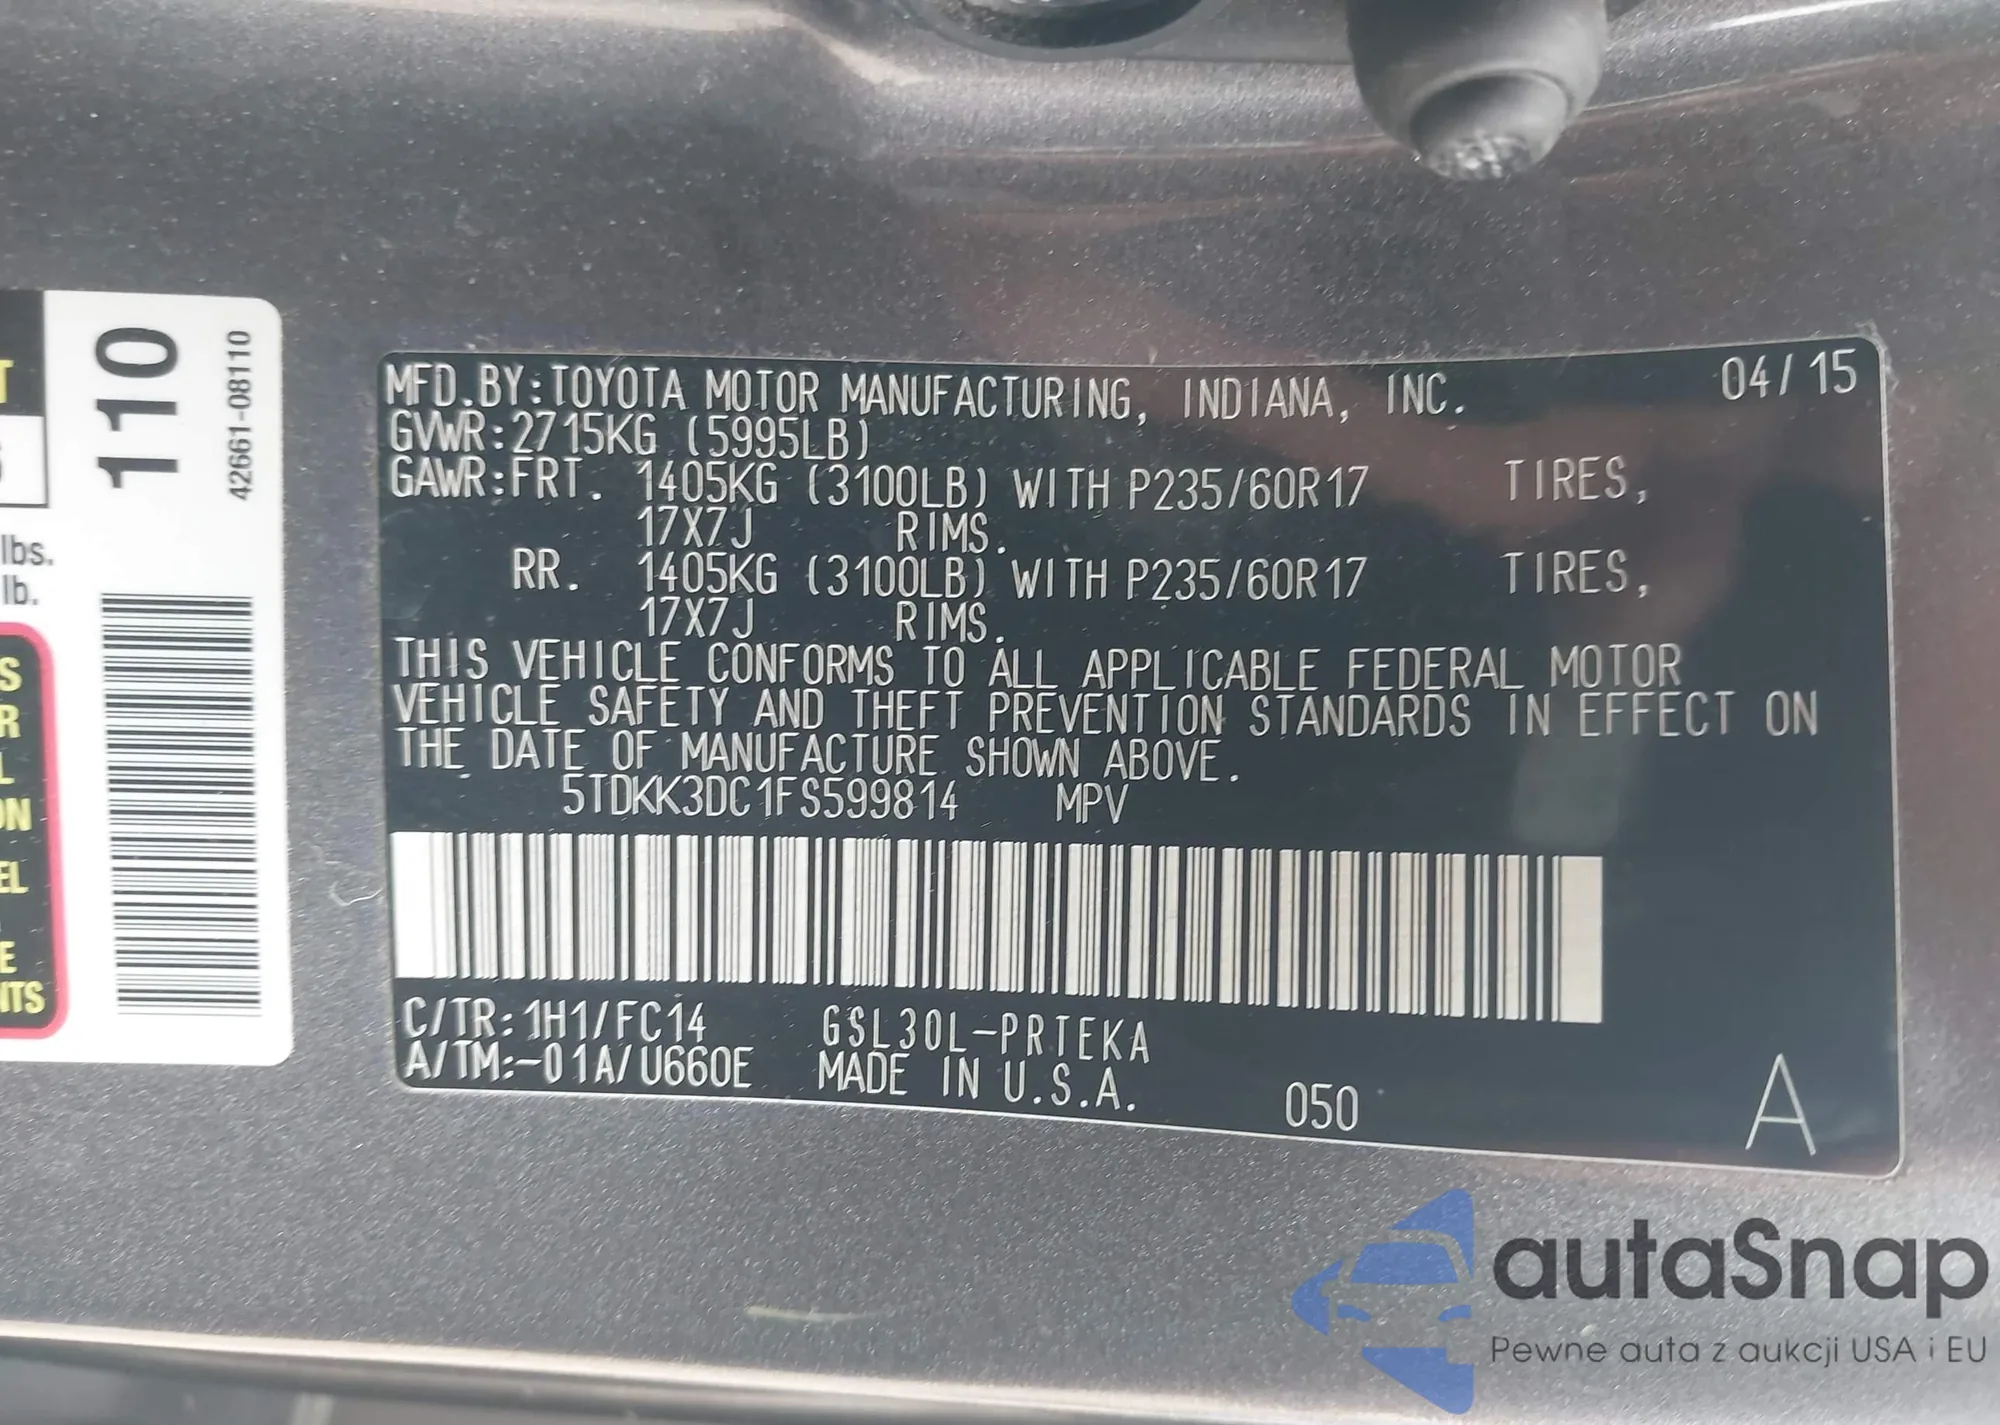 T
110
42661-08110
lbs.
lb.
S
R
L
ON
EL
E
NTS
MFD.BY:TOYOTA MOTOR MANUFACTURING, INDIANA, INC. 04/15
GVWR:2715KG (5995LB)
GAWR:FRT. 1405KG (3100LB) WITH P235/60R17 TIRES,
17X7J RIMS.
RR. 1405KG (3100LB) WITH P235/60R17 TIRES,
17X7J RIMS.
THIS VEHICLE CONFORMS TO ALL APPLICABLE FEDERAL MOTOR
VEHICLE SAFETY AND THEFT PREVENTION STANDARDS IN EFFECT ON
THE DATE OF MANUFACTURE SHOWN ABOVE.
5TDKK3DC1FS599814 MPV
C/TR:1H1/FC14 GSL30L-PRTEKA
A/TM:-01A/U660E MADE IN U.S.A. 050 A
autaSnap
Pewne auta z aukcji USA i EU